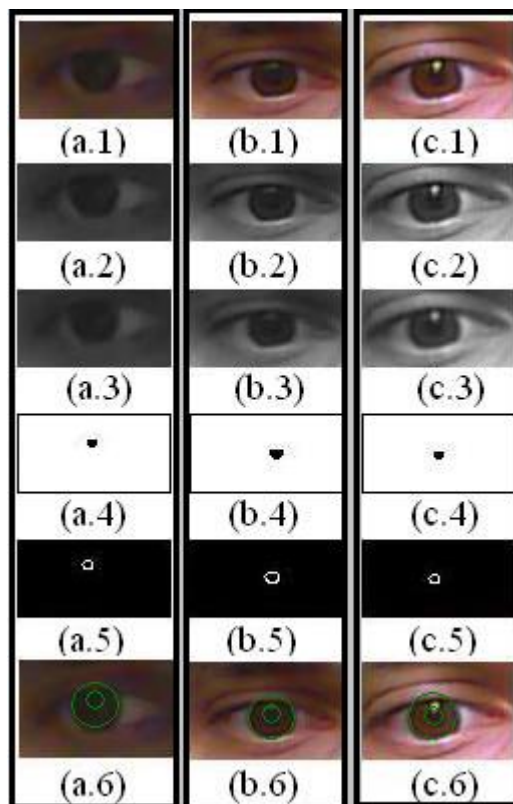 (a.1) (b.1) (c.1)
(a.2) (b.2) (c.2)
(a.3) (b.3) (c.3)
(a.4) (b.4) (c.4)
(a.5) (b.5) (c.5)
(a.6) (b.6) (c.6)